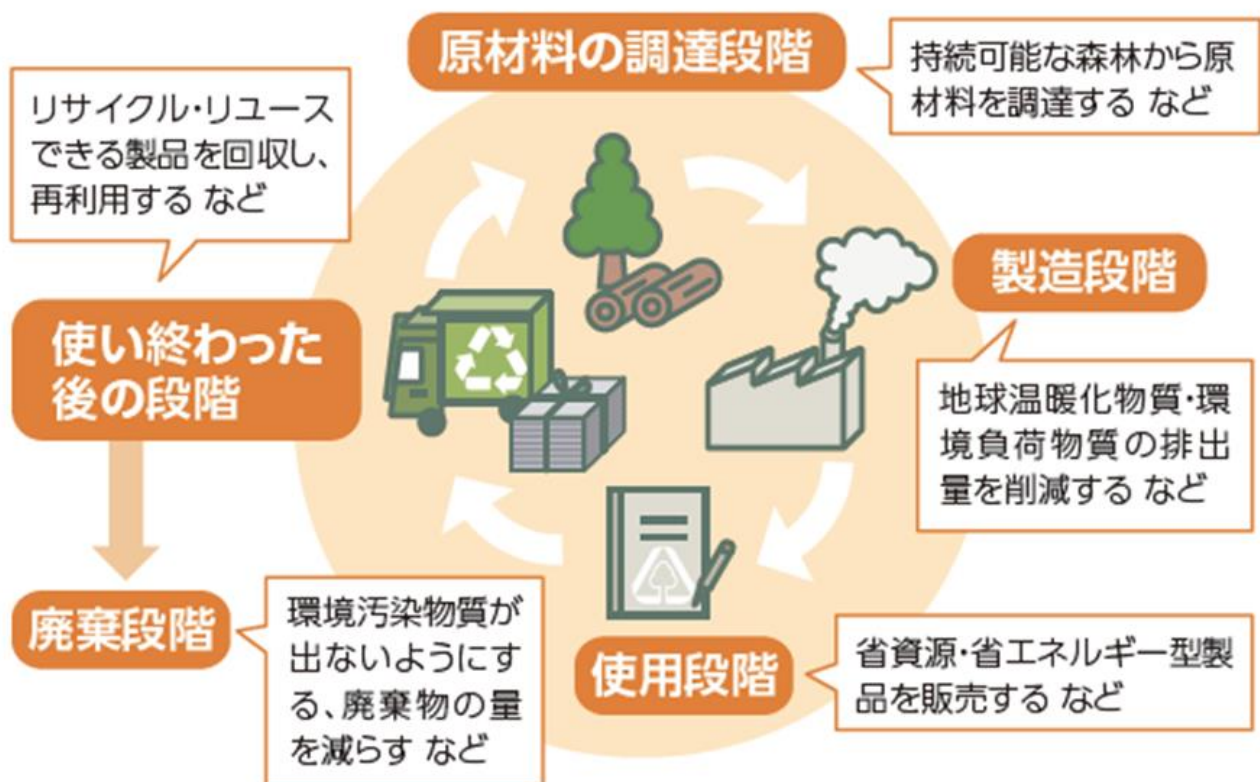 原材料の調達段階
持続可能な森林から原
材料を調達する など
リサイクル・リユース
できる製品を回収し、
再利用する など
製造段階
地球温暖化物質・環
境負荷物質の排出
量を削減する など
使い終わった
後の段階
廃棄段階
環境汚染物質が
出ないようにす
る、廃棄物の量
を減らす など
使用段階
省資源・省エネルギー型製
品を販売する など